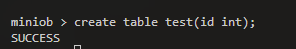 miniob > create table test(id int);
SUCCESS